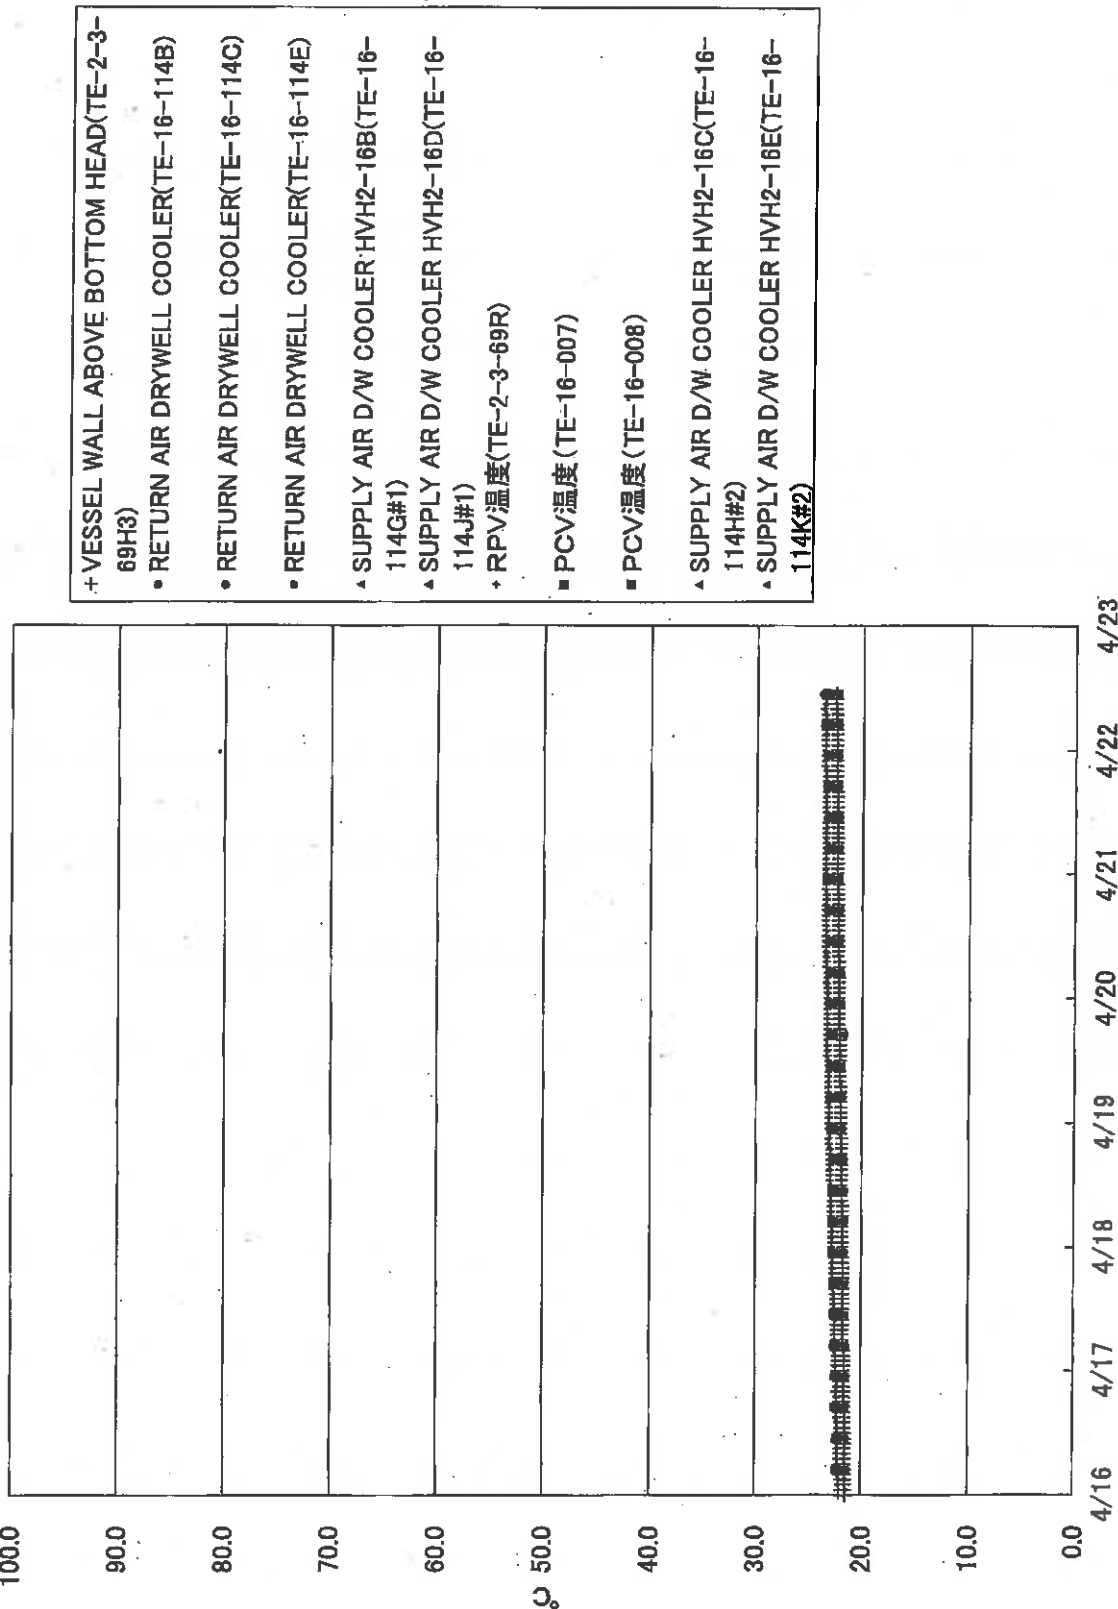 + VESSEL WALL ABOVE BOTTOM HEAD(TE-2-3-
69H3)
• RETURN AIR DRYWELL COOLER(TE-16-114B)
• RETURN AIR DRYWELL COOLER(TE-16-114C)
• RETURN AIR DRYWELL COOLER(TE-16-114E)
▲ SUPPLY AIR D/W COOLER HVH2-16B(TE-16-
114G#1)
▲ SUPPLY AIR D/W COOLER HVH2-16D(TE-16-
114J#1)
+ RPV温度(TE-2-3-69R)
■ PCV温度(TE-16-007)
■ PCV温度(TE-16-008)
▲ SUPPLY AIR D/W COOLER HVH2-16C(TE-16-
114H#2)
▲ SUPPLY AIR D/W COOLER HVH2-16E(TE-16-
114K#2)
100.0
90.0
80.0
70.0
60.0
50.0
40.0
30.0
20.0
10.0
0.0
℃
4/16
4/17
4/18
4/19
4/20
4/21
4/22
4/23